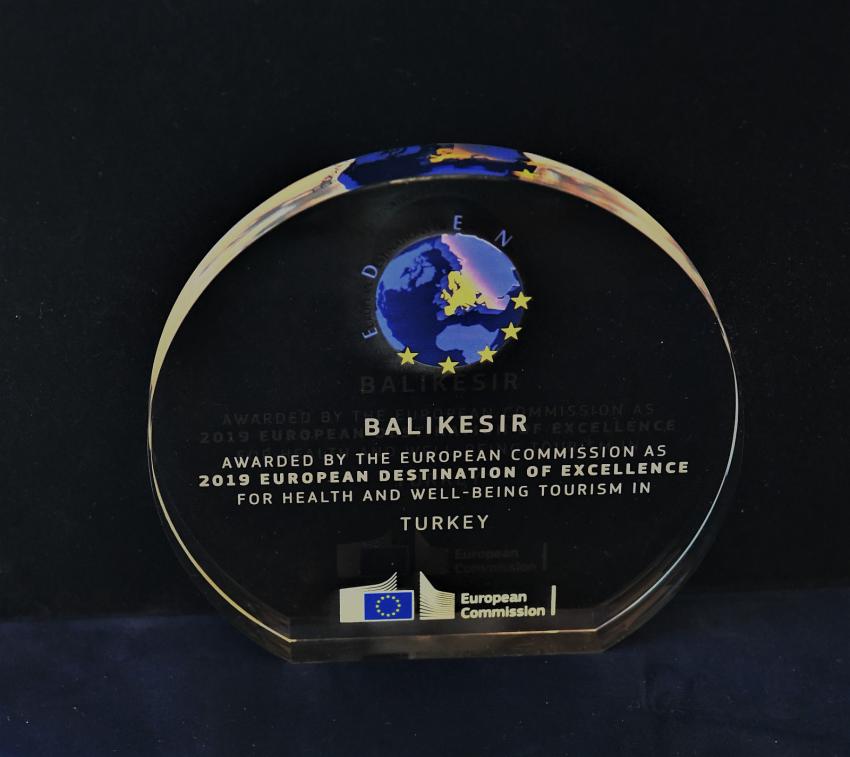 EDEN
BALIKESIR
AWARDED BY THE EUROPEAN COMMISSION AS
2019 EUROPEAN DESTINATION OF EXCELLENCE
FOR HEALTH AND WELL-BEING TOURISM IN
TURKEY
European
Commission